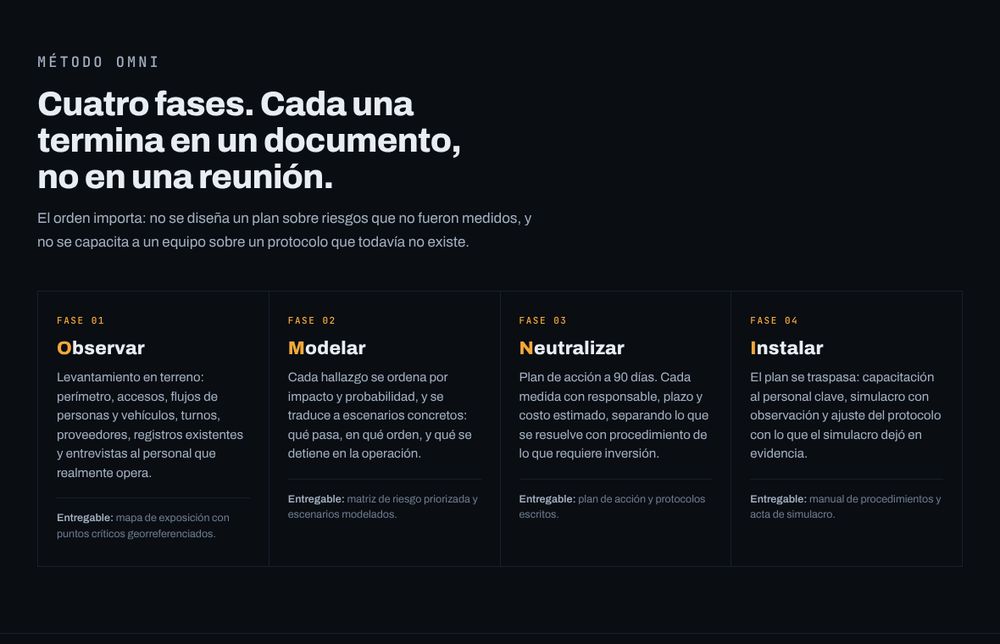 MÉTODO OMNI
Cuatro fases. Cada una
termina en un documento,
no en una reunión.
El orden importa: no se diseña un plan sobre riesgos que no fueron medidos, y
no se capacita a un equipo sobre un protocolo que todavía no existe.
FASE 01
Observar
Levantamiento en terreno:
perímetro, accesos, flujos de
personas y vehículos, turnos,
proveedores, registros existentes
y entrevistas al personal que
realmente opera.
Entregable: mapa de exposición con
puntos críticos georreferenciados.
FASE 02
Modelar
Cada hallazgo se ordena por
impacto y probabilidad, y se
traduce a escenarios concretos:
qué pasa, en qué orden, y qué se
detiene en la operación.
Entregable: matriz de riesgo priorizada y
escenarios modelados.
FASE 03
Neutralizar
Plan de acción a 90 días. Cada
medida con responsable, plazo y
costo estimado, separando lo que
se resuelve con procedimiento de
lo que requiere inversión.
Entregable: plan de acción y protocolos
escritos.
FASE 04
Instalar
El plan se traspasa: capacitación
al personal clave, simulacro con
observación y ajuste del protocolo
con lo que el simulacro dejó en
evidencia.
Entregable: manual de procedimientos y
acta de simulacro.